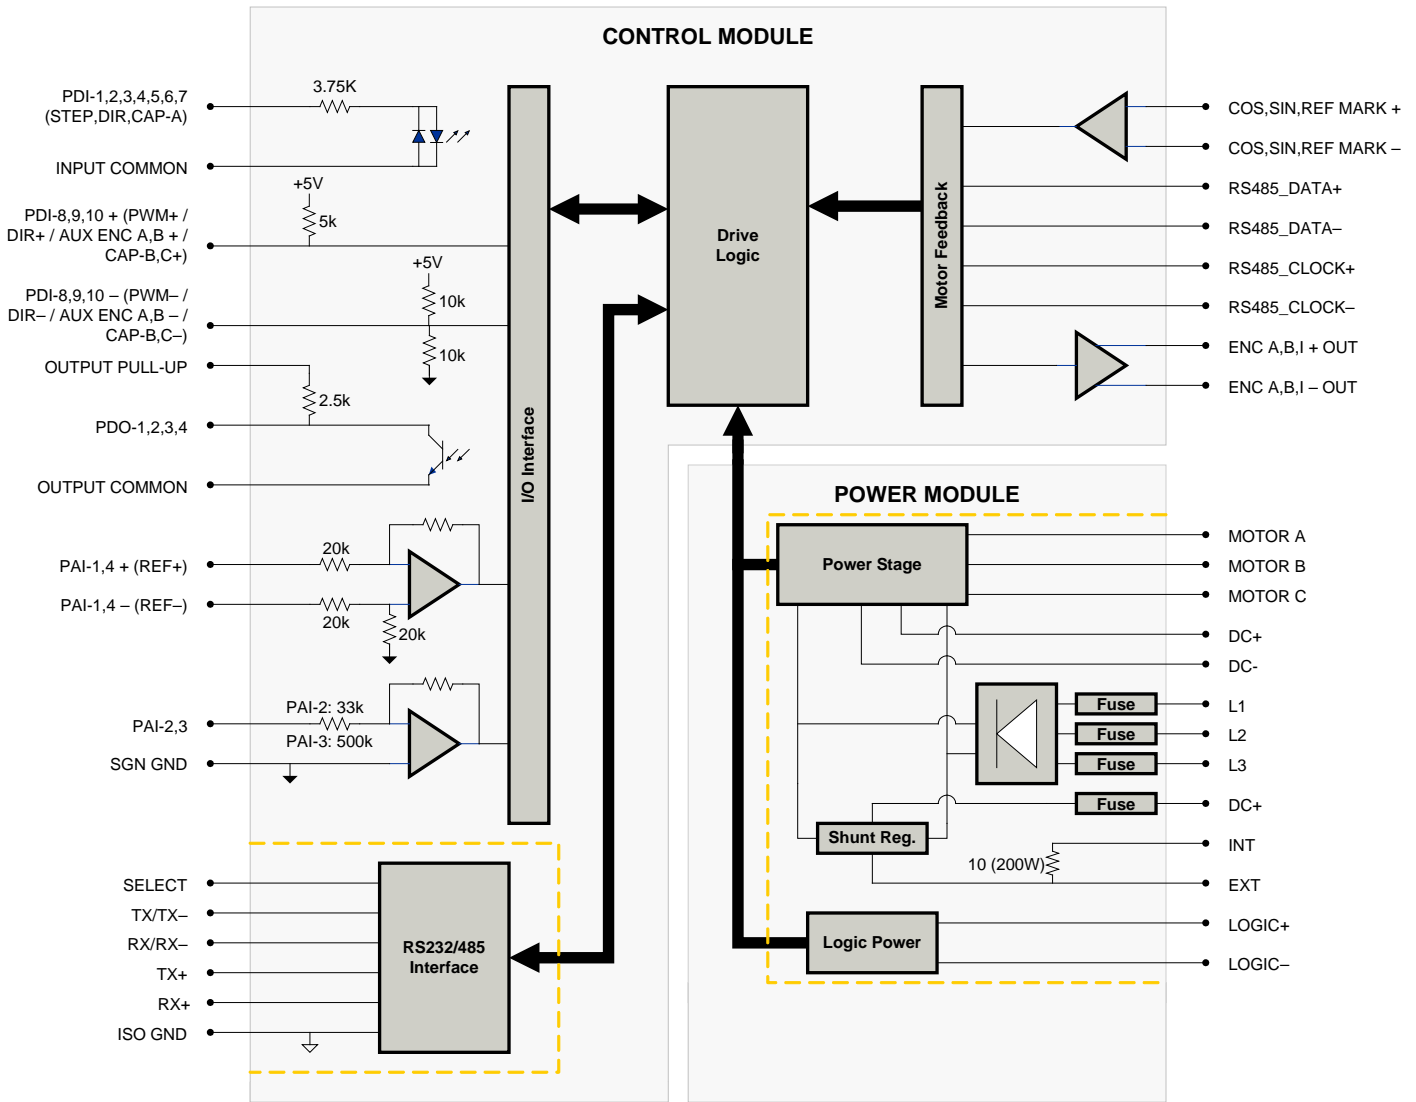 CONTROL MODULE
PDI-1,2,3,4,5,6,7
(STEP,DIR,CAP-A)
3.75K
INPUT COMMON
+5V
PDI-8,9,10 + (PWM+ /
DIR+ / AUX ENC A,B + /
CAP-B,C+)
5k
+5V
PDI-8,9,10 – (PWM– /
DIR– / AUX ENC A,B – /
CAP-B,C–)
10k
10k
OUTPUT PULL-UP
2.5k
PDO-1,2,3,4
OUTPUT COMMON
PAI-1,4 + (REF+)
20k
PAI-1,4 – (REF–)
20k
20k
PAI-2,3
PAI-2: 33k
PAI-3: 500k
SGN GND
I/O Interface
SELECT
TX/TX–
RX/RX–
TX+
RX+
ISO GND
RS232/485
Interface
Drive
Logic
Motor Feedback
COS,SIN,REF MARK +
COS,SIN,REF MARK –
RS485_DATA+
RS485_DATA–
RS485_CLOCK+
RS485_CLOCK–
ENC A,B,I + OUT
ENC A,B,I – OUT
POWER MODULE
Power Stage
MOTOR A
MOTOR B
MOTOR C
DC+
DC-
Fuse
L1
Fuse
L2
Fuse
L3
Fuse
DC+
Shunt Reg.
10 (200W)
INT
EXT
Logic Power
LOGIC+
LOGIC–